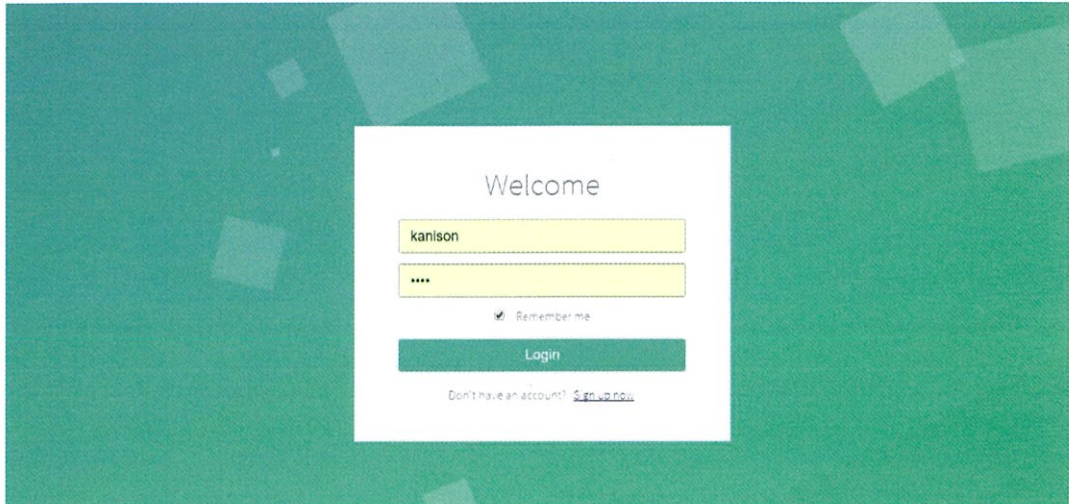 Welcome
kanison
••••
Remember me
Login
Don't have an account? Sign up now